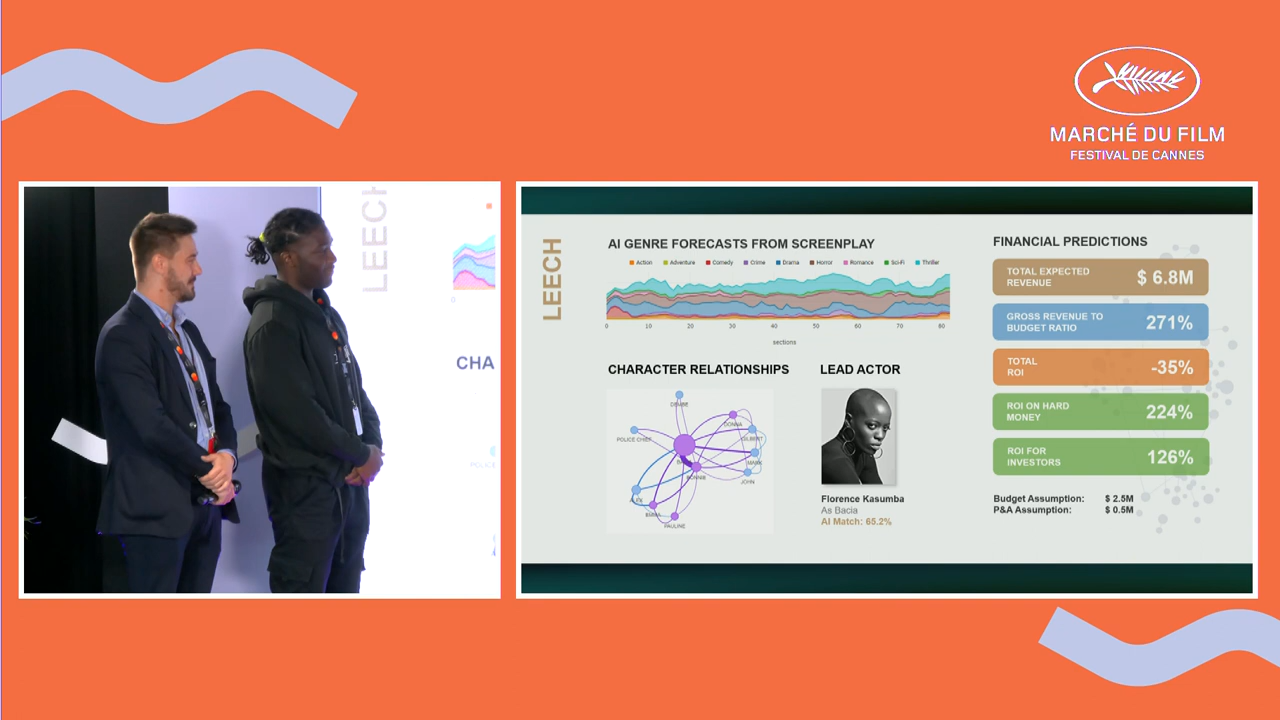 MARCHÉ DU FILM
FESTIVAL DE CANNES
LEECH
CHA
POLICE
0
LEECH
AI GENRE FORECASTS FROM SCREENPLAY
Action Adventure Comedy Crime Drama Horror Romance Sci-Fi Thriller
0 10 20 30 40 50 60 70 80
sections
CHARACTER RELATIONSHIPS
DENISE
DONNA
POLICE CHIEF
GILBERT
MARK
BONNIE
JOHN
PAULINE
LEAD ACTOR
Florence Kasumba
As Bacia
AI Match: 65.2%
FINANCIAL PREDICTIONS
TOTAL EXPECTED
REVENUE
$ 6.8M
GROSS REVENUE TO
BUDGET RATIO
271%
TOTAL
ROI
-35%
ROI ON HARD
MONEY
224%
ROI FOR
INVESTORS
126%
Budget Assumption: $ 2.5M
P&A Assumption: $ 0.5M